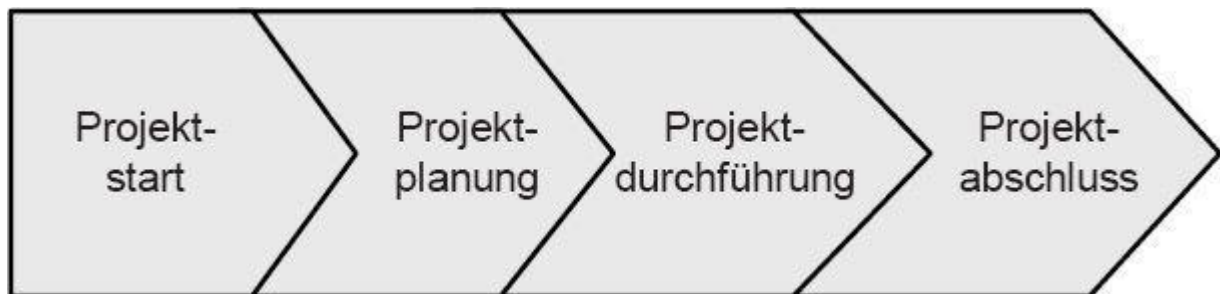 Projekt-
start
Projekt-
planung
Projekt-
durchführung
Projekt-
abschluss